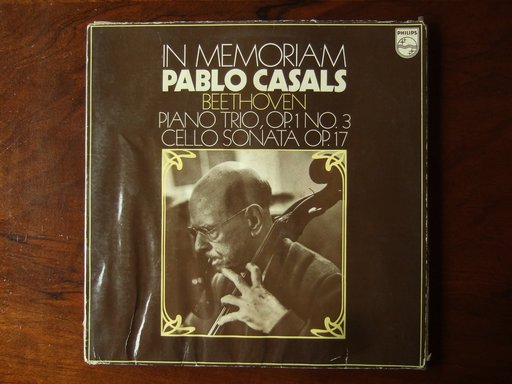 PHILIPS
IN MEMORIAM
PABLO CASALS
BEETHOVEN
PIANO TRIO, OP.1 NO. 3
CELLO SONATA OP.17